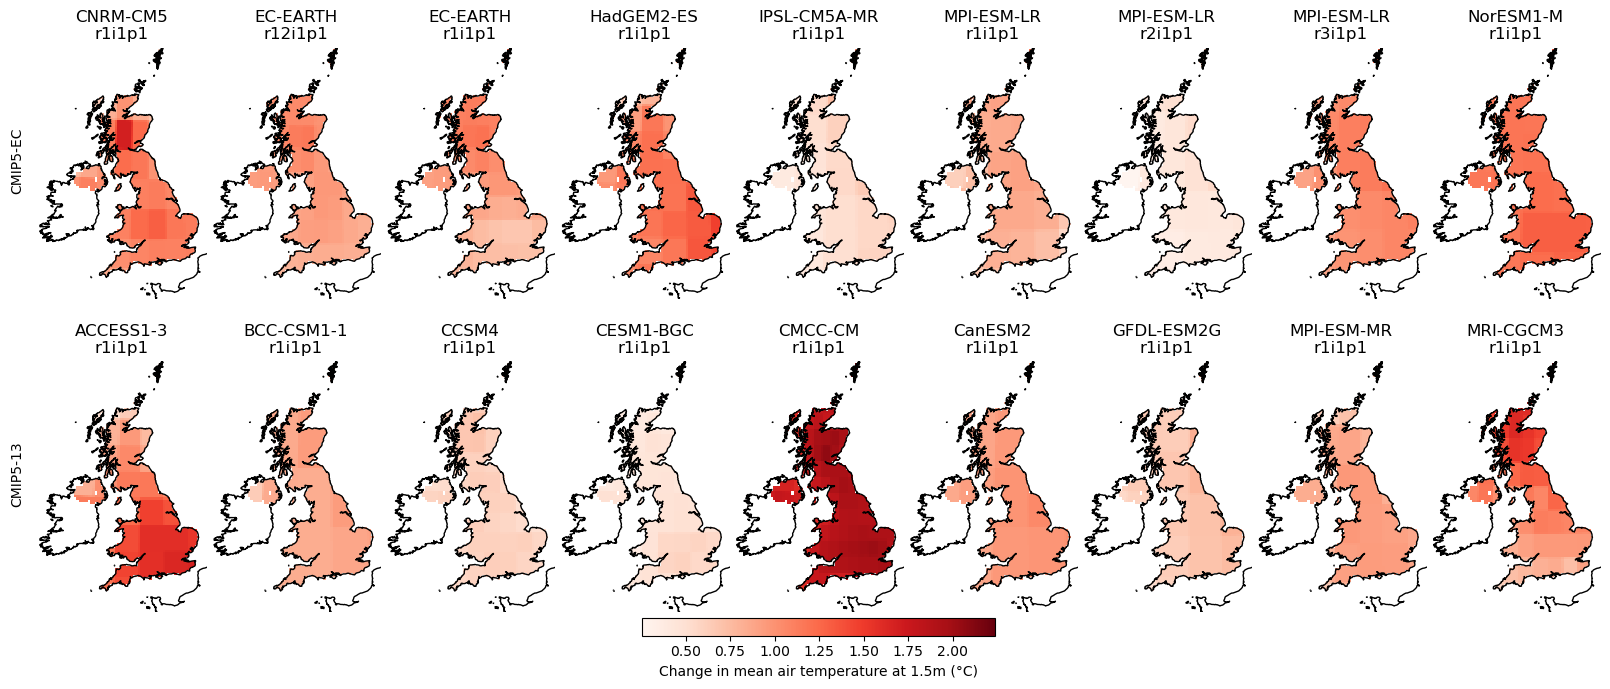 CNRM-CM5
r1i1p1
EC-EARTH
r12i1p1
EC-EARTH
r1i1p1
HadGEM2-ES
r1i1p1
IPSL-CM5A-MR
r1i1p1
MPI-ESM-LR
r1i1p1
MPI-ESM-LR
r2i1p1
MPI-ESM-LR
r3i1p1
NorESM1-M
r1i1p1
CMIP5-EC
ACCESS1-3
r1i1p1
BCC-CSM1-1
r1i1p1
CCSM4
r1i1p1
CESM1-BGC
r1i1p1
CMCC-CM
r1i1p1
CanESM2
r1i1p1
GFDL-ESM2G
r1i1p1
MPI-ESM-MR
r1i1p1
MRI-CGCM3
r1i1p1
CMIP5-13
0.50 0.75 1.00 1.25 1.50 1.75 2.00
Change in mean air temperature at 1.5m (°C)